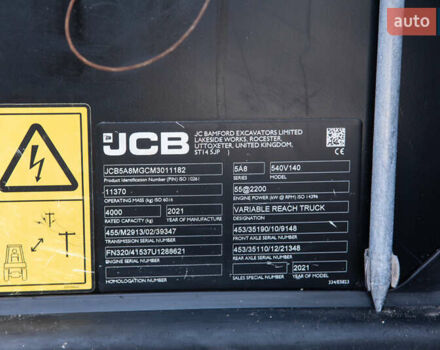 auto
JCB
JC BAMFORD EXCAVATORS LIMITED
LAKESIDE WORKS, ROCESTER,
UTTOXETER, UNITED KINGDOM,
ST14 5JP
JCB5A8MGCM3011182
Product Identification Number (PIN) ISO 10261
5A8
SERIES
540V140
MODEL
11370
OPERATING MASS (kg) ISO 6016
55@2200
ENGINE POWER (kW @ RPM) ISO 14396
4000
RATED CAPACITY (kg)
2021
YEAR OF MANUFACTURE
VARIABLE REACH TRUCK
DESIGNATION
455/M2913/02/39347
TRANSMISSION SERIAL NUMBER
453/35190/10/9148
FRONT AXLE SERIAL NUMBER
FN320/41537U1288621
ENGINE SERIAL NUMBER
453/35110/12/21348
REAR AXLE SERIAL NUMBER
HOMOLOGATION NUMBER
SALES SPECIAL NUMBER
2021
YEAR OF MODEL